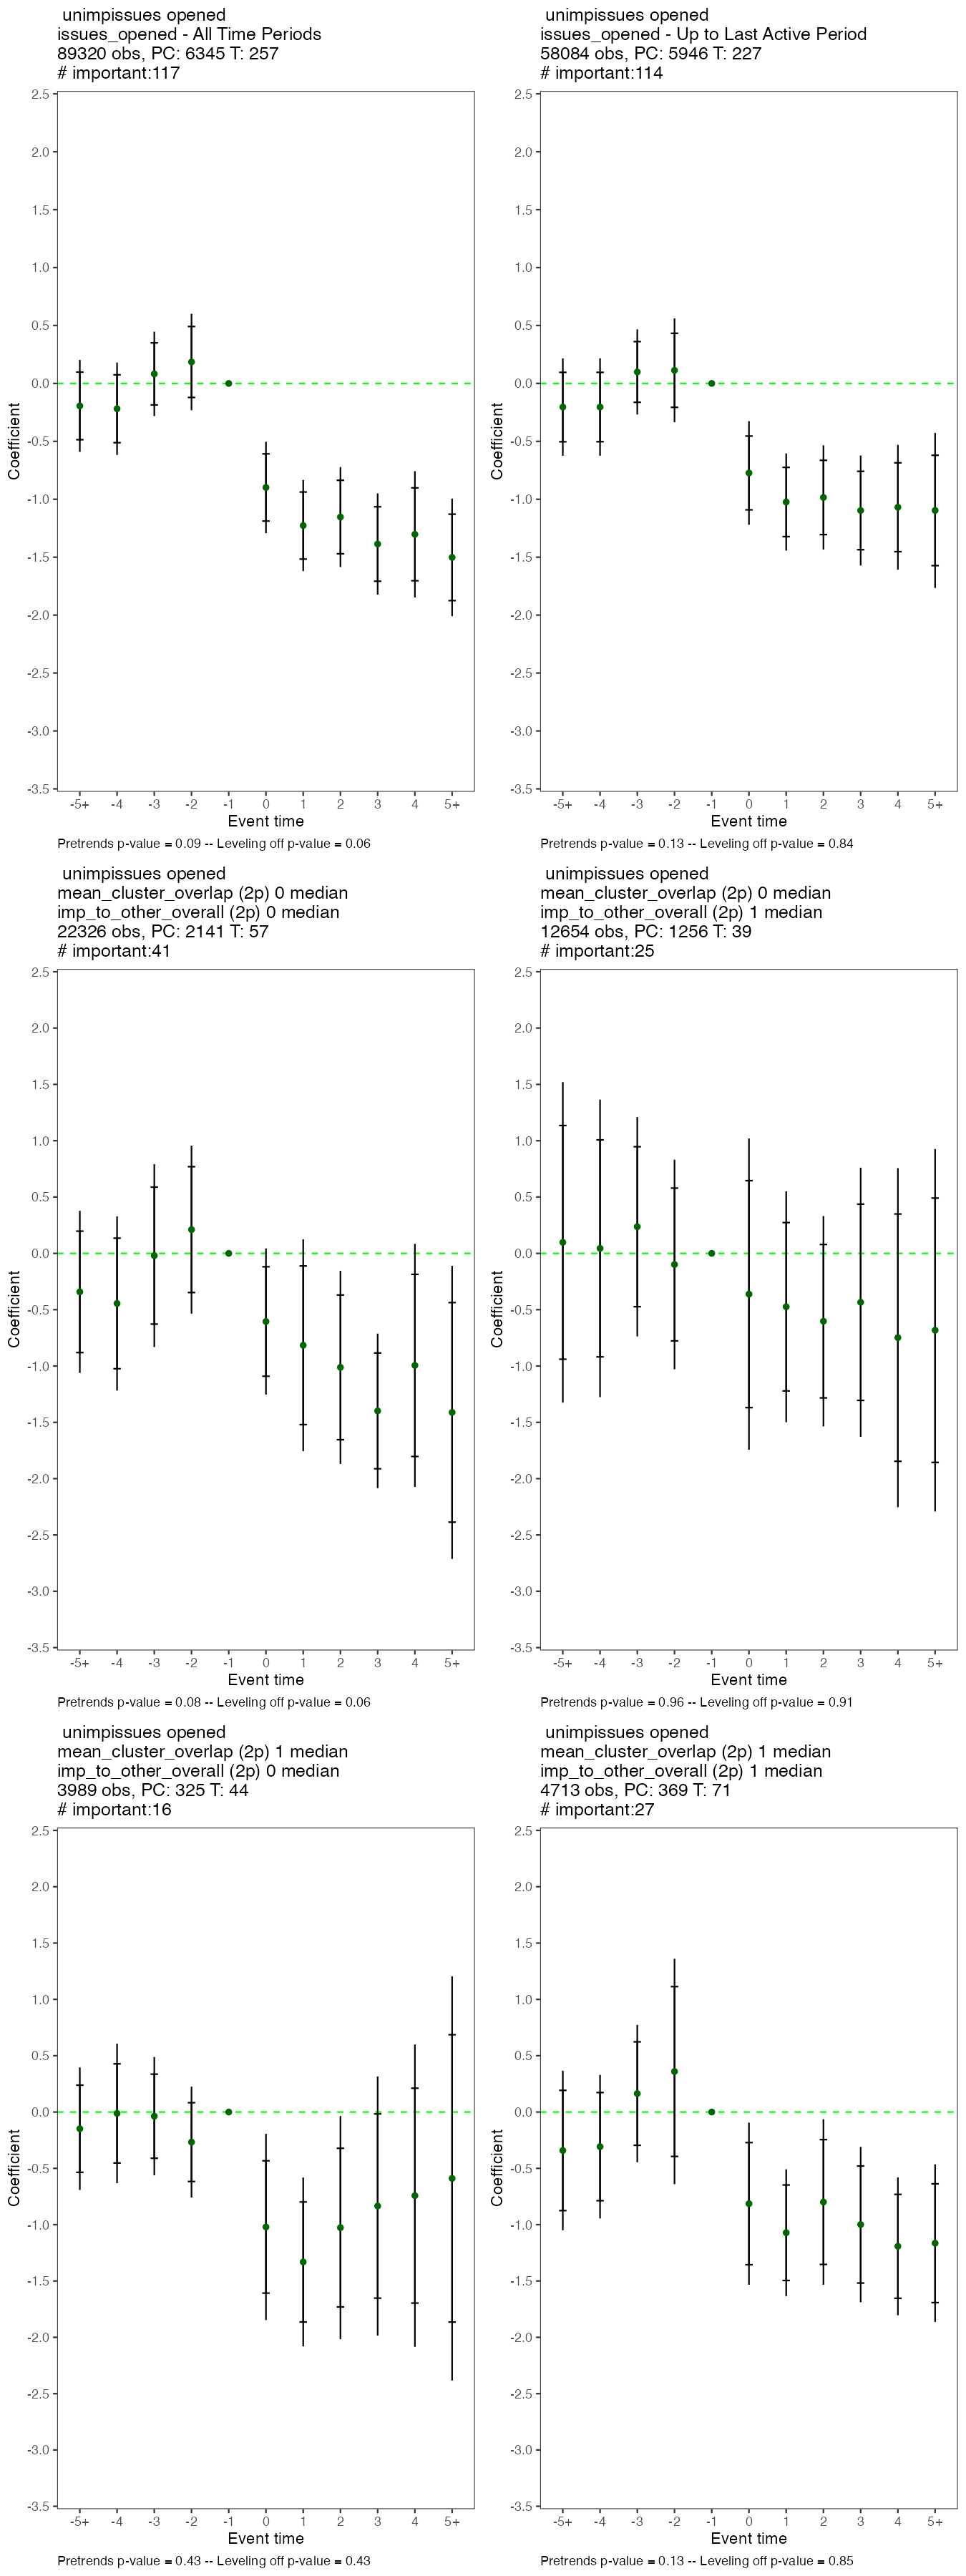 unimpissues opened
issues_opened - All Time Periods
89320 obs, PC: 6345 T: 257
# important:117
2.5
2.0
1.5
1.0
0.5
0.0
-0.5
-1.0
-1.5
-2.0
-2.5
-3.0
-3.5
Coefficient
-5+ -4 -3 -2 -1 0 1 2 3 4 5+
Event time
Pretrends p-value = 0.09 -- Leveling off p-value = 0.06
unimpissues opened
issues_opened - Up to Last Active Period
58084 obs, PC: 5946 T: 227
# important:114
2.5
2.0
1.5
1.0
0.5
0.0
-0.5
-1.0
-1.5
-2.0
-2.5
-3.0
-3.5
Coefficient
-5+ -4 -3 -2 -1 0 1 2 3 4 5+
Event time
Pretrends p-value = 0.13 -- Leveling off p-value = 0.84
unimpissues opened
mean_cluster_overlap (2p) 0 median
imp_to_other_overall (2p) 0 median
22326 obs, PC: 2141 T: 57
# important:41
2.5
2.0
1.5
1.0
0.5
0.0
-0.5
-1.0
-1.5
-2.0
-2.5
-3.0
-3.5
Coefficient
-5+ -4 -3 -2 -1 0 1 2 3 4 5+
Event time
Pretrends p-value = 0.08 -- Leveling off p-value = 0.06
unimpissues opened
mean_cluster_overlap (2p) 0 median
imp_to_other_overall (2p) 1 median
12654 obs, PC: 1256 T: 39
# important:25
2.5
2.0
1.5
1.0
0.5
0.0
-0.5
-1.0
-1.5
-2.0
-2.5
-3.0
-3.5
Coefficient
-5+ -4 -3 -2 -1 0 1 2 3 4 5+
Event time
Pretrends p-value = 0.96 -- Leveling off p-value = 0.91
unimpissues opened
mean_cluster_overlap (2p) 1 median
imp_to_other_overall (2p) 0 median
3989 obs, PC: 325 T: 44
# important:16
2.5
2.0
1.5
1.0
0.5
0.0
-0.5
-1.0
-1.5
-2.0
-2.5
-3.0
-3.5
Coefficient
-5+ -4 -3 -2 -1 0 1 2 3 4 5+
Event time
Pretrends p-value = 0.43 -- Leveling off p-value = 0.43
unimpissues opened
mean_cluster_overlap (2p) 1 median
imp_to_other_overall (2p) 1 median
4713 obs, PC: 369 T: 71
# important:27
2.5
2.0
1.5
1.0
0.5
0.0
-0.5
-1.0
-1.5
-2.0
-2.5
-3.0
-3.5
Coefficient
-5+ -4 -3 -2 -1 0 1 2 3 4 5+
Event time
Pretrends p-value = 0.13 -- Leveling off p-value = 0.85